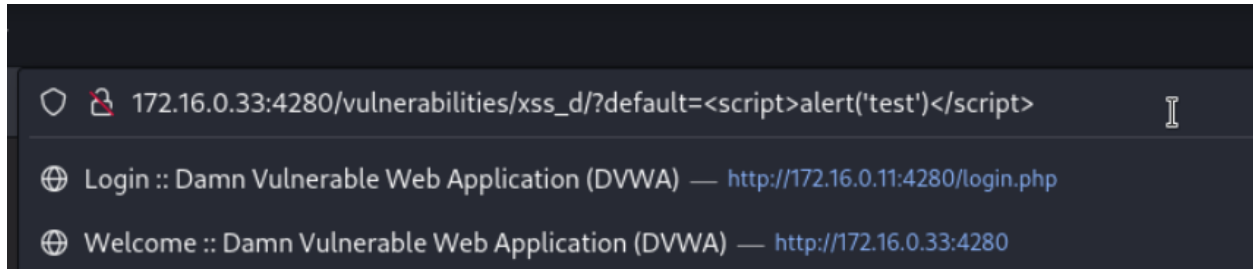 172.16.0.33:4280/vulnerabilities/xss_d/?default=<script>alert('test')</script>
Login :: Damn Vulnerable Web Application (DVWA) — http://172.16.0.11:4280/login.php
Welcome :: Damn Vulnerable Web Application (DVWA) — http://172.16.0.33:4280